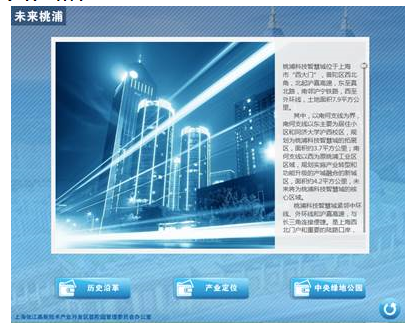 未来桃浦
桃浦科技智慧城位于上海
市“西大门”，普陀区西北
角，北起沪嘉高速，东至真
北路，南邻沪宁铁路，西至
外环线，土地面积7.9平方公
里。
其中，以南何支线为界，
南何支线以东主要为居住小
区和同济大学沪西校区，规
划为桃浦科技智慧城的拓展
区，面积约3.7平方公里；南
何支线以西为原桃浦工业区
区域，规划实施产业转型和
功能升级的产城融合的新城
区，面积约4.2平方公里，未
来将为桃浦科技智慧城的核
心区域。
桃浦科技智慧城紧邻中环
线、外环线和沪嘉高速，与
长三角连接便捷。是上海西
北门户和重要的陆路口岸，
历史沿革
产业定位
中央绿地公园
上海张江高新技术产业开发区普陀园管理委员会办公室